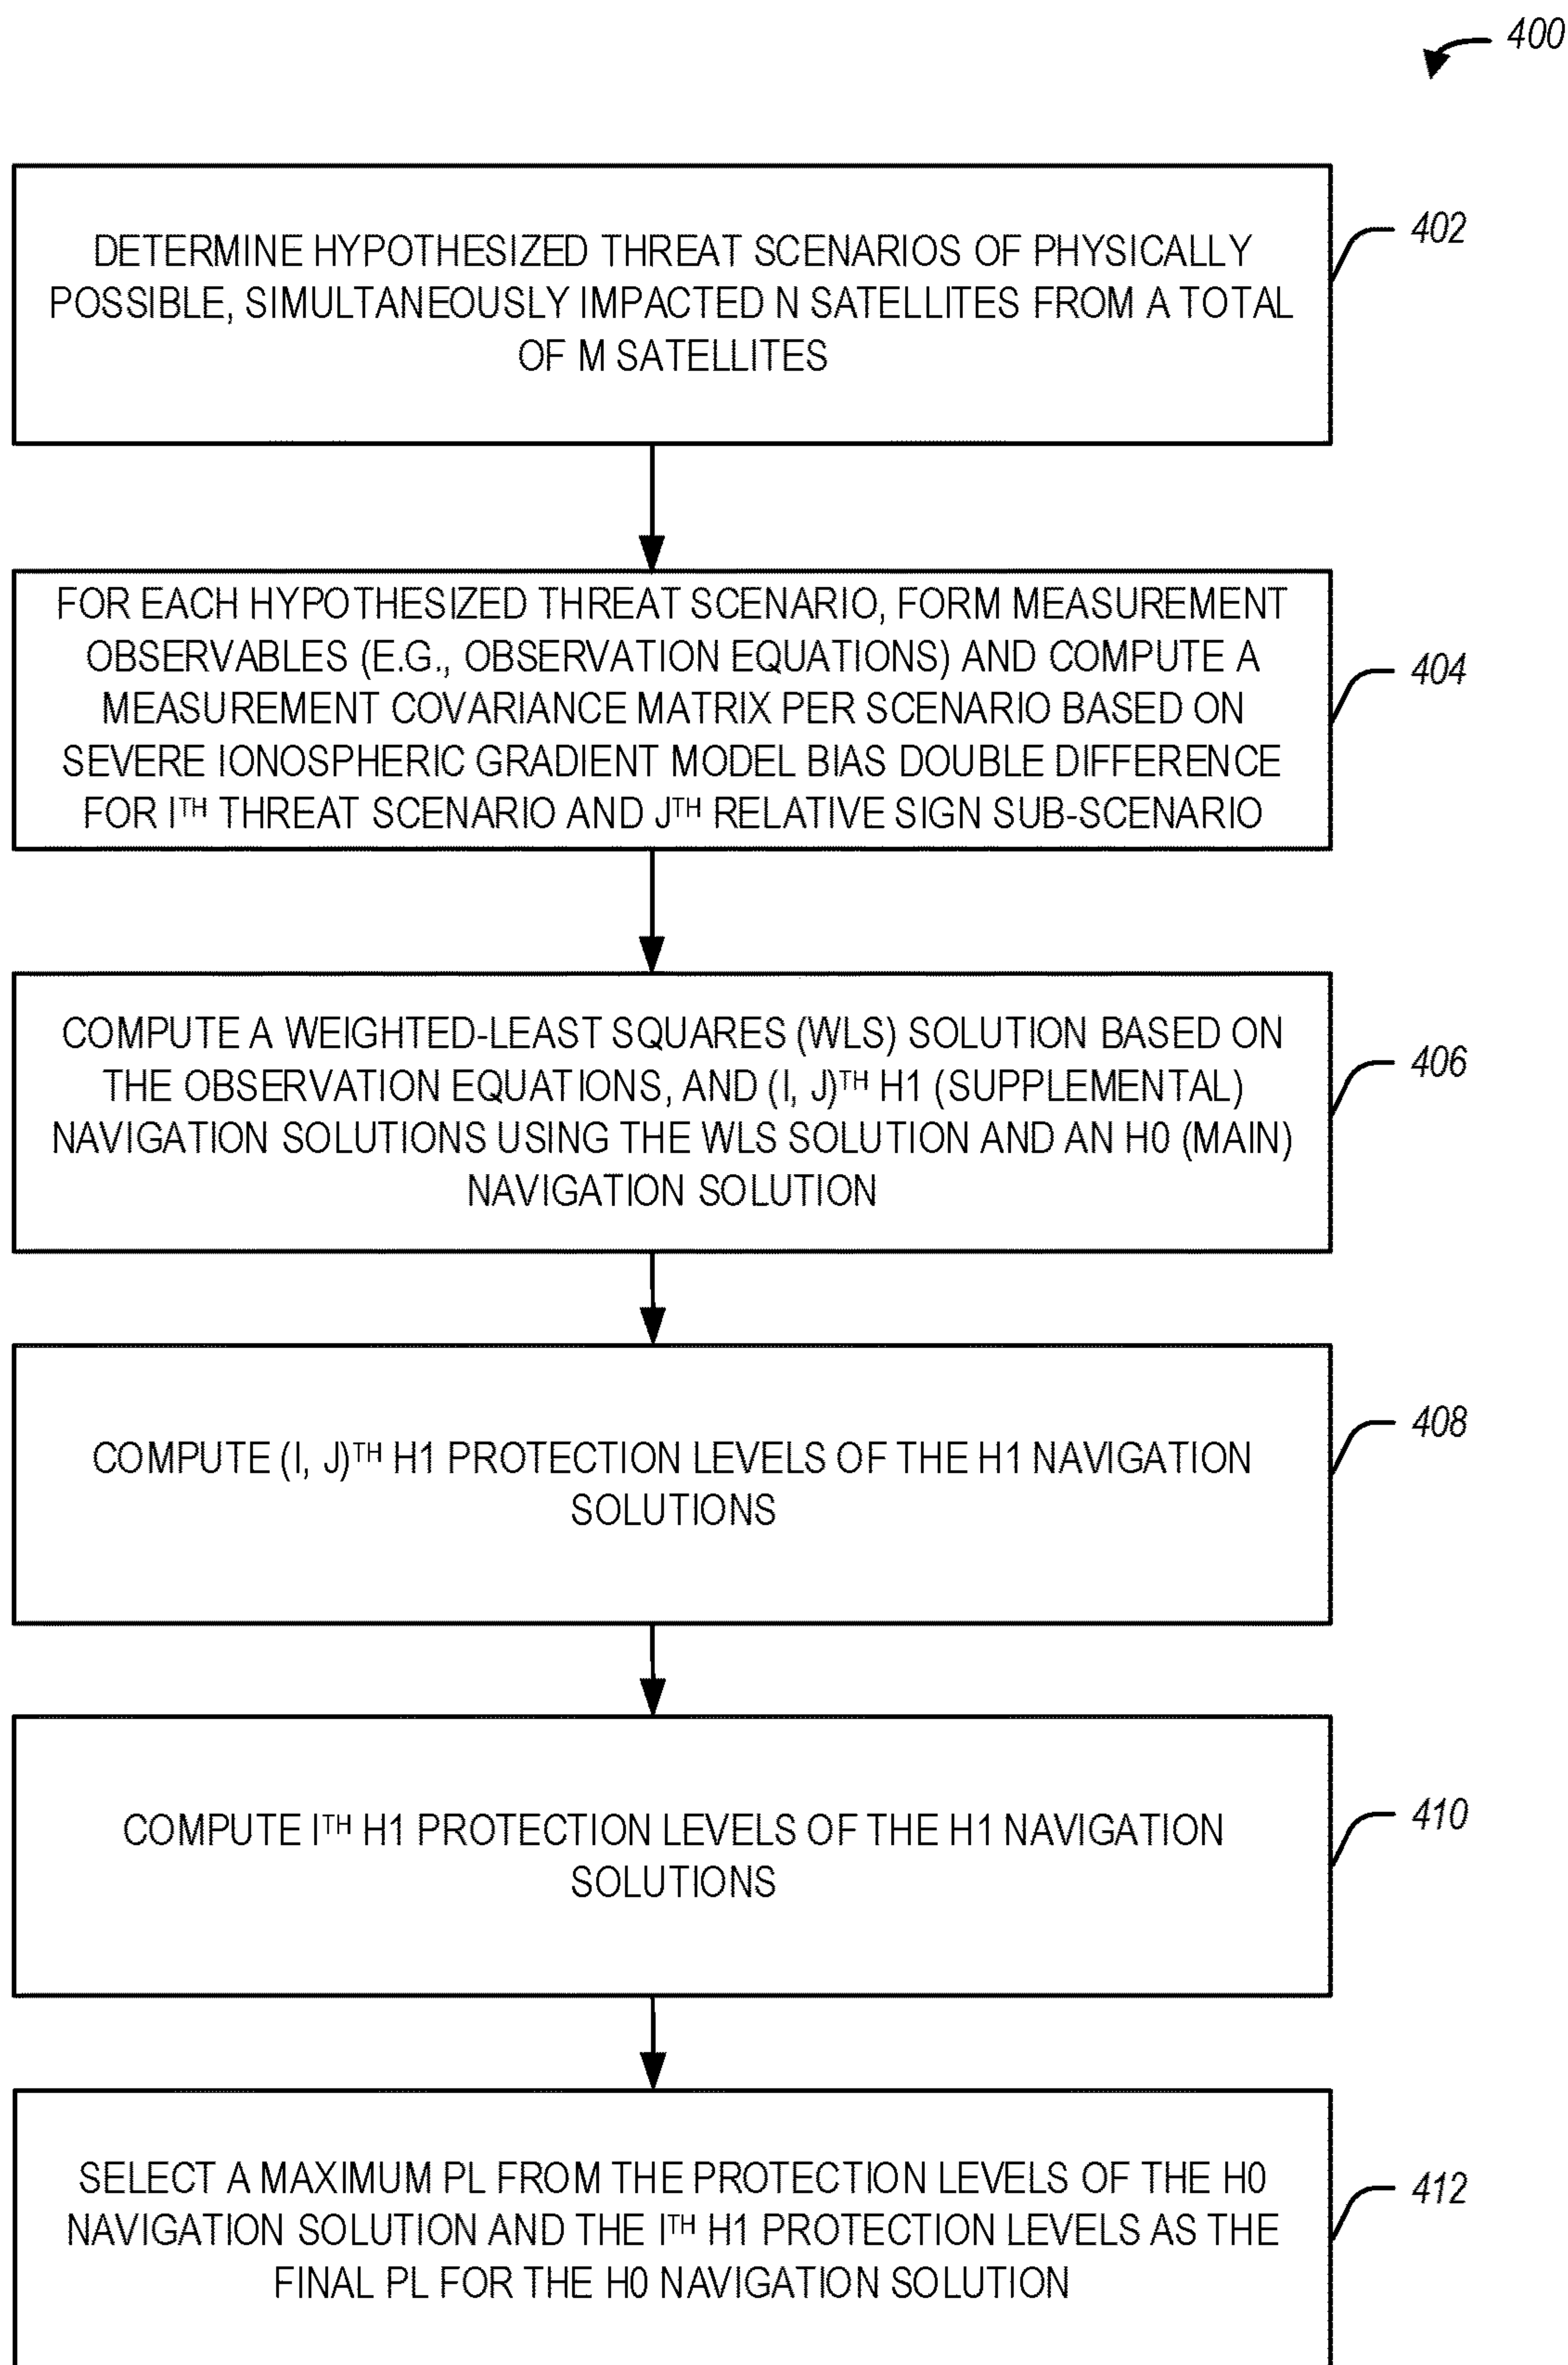 400
DETERMINE HYPOTHESIZED THREAT SCENARIOS OF PHYSICALLY
POSSIBLE, SIMULTANEOUSLY IMPACTED N SATELLITES FROM A TOTAL
OF M SATELLITES
402
FOR EACH HYPOTHESIZED THREAT SCENARIO, FORM MEASUREMENT
OBSERVABLES (E.G., OBSERVATION EQUATIONS) AND COMPUTE A
MEASUREMENT COVARIANCE MATRIX PER SCENARIO BASED ON
SEVERE IONOSPHERIC GRADIENT MODEL BIAS DOUBLE DIFFERENCE
FOR ITH THREAT SCENARIO AND JTH RELATIVE SIGN SUB-SCENARIO
404
COMPUTE A WEIGHTED-LEAST SQUARES (WLS) SOLUTION BASED ON
THE OBSERVATION EQUATIONS, AND (I, J)TH H1 (SUPPLEMENTAL)
NAVIGATION SOLUTIONS USING THE WLS SOLUTION AND AN H0 (MAIN)
NAVIGATION SOLUTION
406
COMPUTE (I, J)TH H1 PROTECTION LEVELS OF THE H1 NAVIGATION
SOLUTIONS
408
COMPUTE ITH H1 PROTECTION LEVELS OF THE H1 NAVIGATION
SOLUTIONS
410
SELECT A MAXIMUM PL FROM THE PROTECTION LEVELS OF THE H0
NAVIGATION SOLUTION AND THE ITH H1 PROTECTION LEVELS AS THE
FINAL PL FOR THE H0 NAVIGATION SOLUTION
412